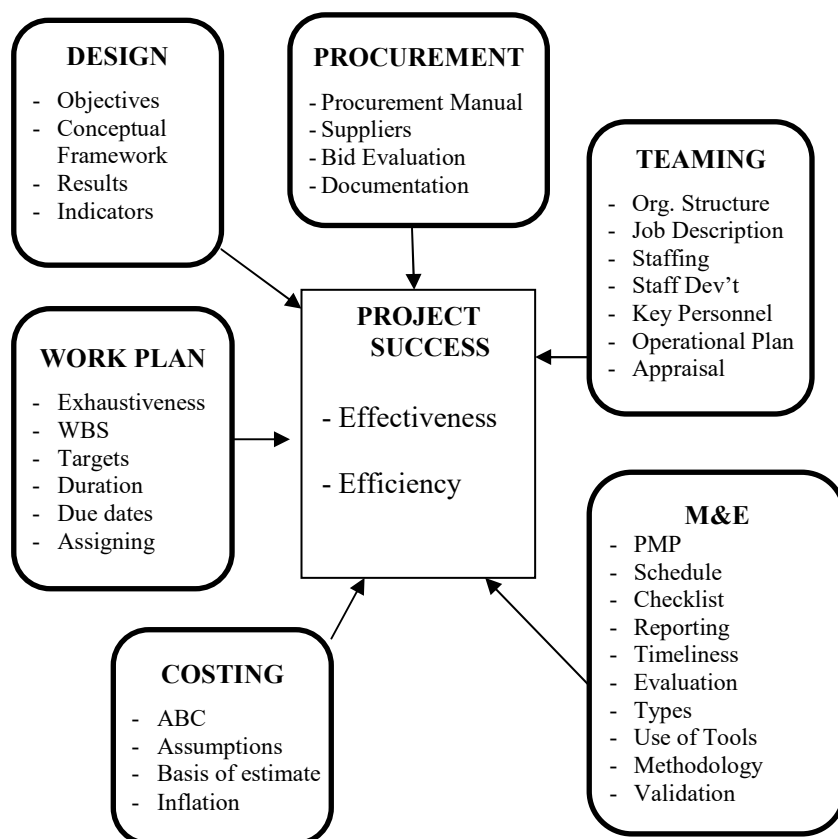 DESIGN
- Objectives
- Conceptual
Framework
- Results
- Indicators
PROCUREMENT
- Procurement Manual
- Suppliers
- Bid Evaluation
- Documentation
TEAMING
- Org. Structure
- Job Description
- Staffing
- Staff Dev’t
- Key Personnel
- Operational Plan
- Appraisal
PROJECT
SUCCESS
- Effectiveness
- Efficiency
WORK PLAN
- Exhaustiveness
- WBS
- Targets
- Duration
- Due dates
- Assigning
M&E
- PMP
- Schedule
- Checklist
- Reporting
- Timeliness
- Evaluation
- Types
- Use of Tools
- Methodology
- Validation
COSTING
- ABC
- Assumptions
- Basis of estimate
- Inflation